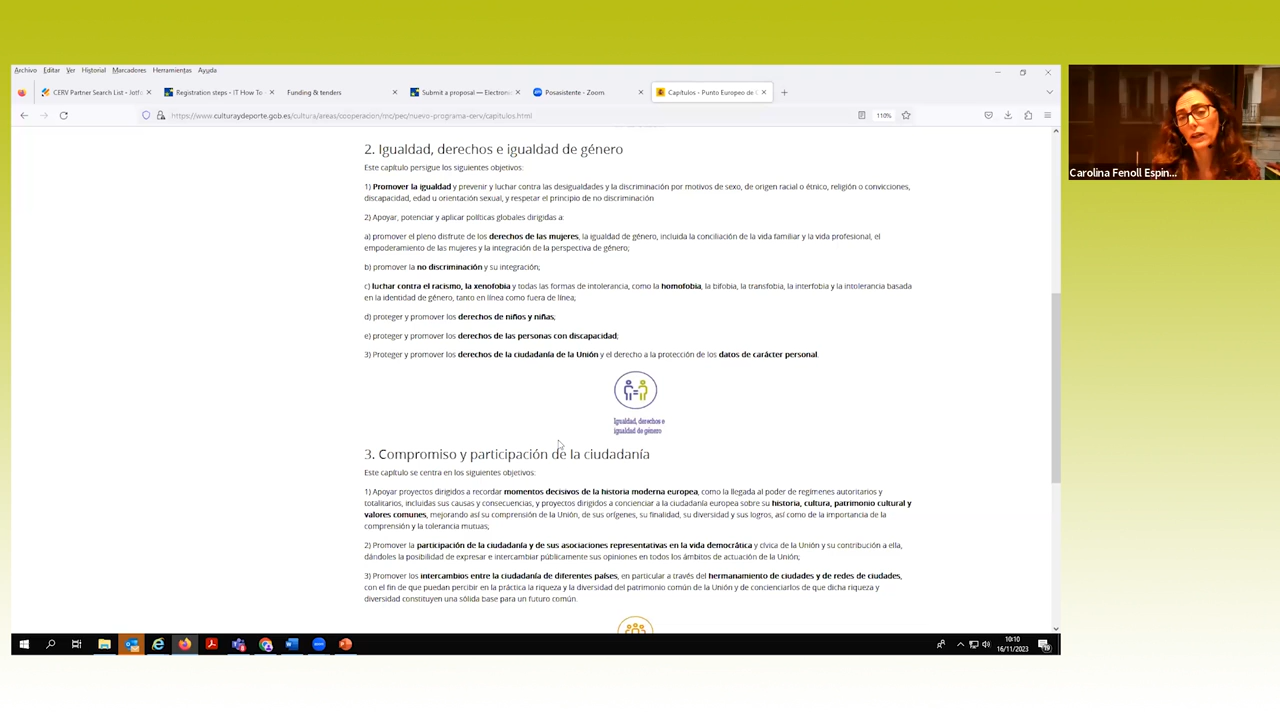 Archivo Editar Ver Historial Marcadores Herramientas Ayuda
CERV Partner Search List - Jotfo
Registration steps - IT How To
Funding & tenders
Submit a proposal — Electronic
Posasistente - Zoom
Capítulos - Punto Europeo de
https://www.culturaydeporte.gob.es/cultura/areas/cooperacion/mc/pec/nuevo-programa-cerv/capitulos.html
110%
Carolina Fenoll Espin...
2. Igualdad, derechos e igualdad de género
Este capítulo persigue los siguientes objetivos:
1) Promover la igualdad y prevenir y luchar contra las desigualdades y la discriminación por motivos de sexo, de origen racial o étnico, religión o convicciones,
discapacidad, edad u orientación sexual, y respetar el principio de no discriminación
2) Apoyar, potenciar y aplicar políticas globales dirigidas a:
a) promover el pleno disfrute de los derechos de las mujeres, la igualdad de género, incluida la conciliación de la vida familiar y la vida profesional, el
empoderamiento de las mujeres y la integración de la perspectiva de género;
b) promover la no discriminación y su integración;
c) luchar contra el racismo, la xenofobia y todas las formas de intolerancia, como la homofobia, la bifobia, la transfobia, la interfobia y la intolerancia basada
en la identidad de género, tanto en línea como fuera de línea;
d) proteger y promover los derechos de niños y niñas;
e) proteger y promover los derechos de las personas con discapacidad;
3) Proteger y promover los derechos de la ciudadanía de la Unión y el derecho a la protección de los datos de carácter personal.
Igualdad, derechos e
igualdad de género
3. Compromiso y participación de la ciudadanía
Este capítulo se centra en los siguientes objetivos:
1) Apoyar proyectos dirigidos a recordar momentos decisivos de la historia moderna europea, como la llegada al poder de regímenes autoritarios y
totalitarios, incluidas sus causas y consecuencias, y proyectos dirigidos a concienciar a la ciudadanía europea sobre su historia, cultura, patrimonio cultural y
valores comunes, mejorando así su comprensión de la Unión, de sus orígenes, su finalidad, su diversidad y sus logros, así como de la importancia de la
comprensión y la tolerancia mutuas;
2) Promover la participación de la ciudadanía y de sus asociaciones representativas en la vida democrática y cívica de la Unión y su contribución a ella,
dándoles la posibilidad de expresar e intercambiar públicamente sus opiniones en todos los ámbitos de actuación de la Unión;
3) Promover los intercambios entre la ciudadanía de diferentes países, en particular a través del hermanamiento de ciudades y de redes de ciudades,
con el fin de que puedan percibir en la práctica la riqueza y la diversidad del patrimonio común de la Unión y de concienciarlos de que dicha riqueza y
diversidad constituyen una sólida base para un futuro común.
10:10
16/11/2023